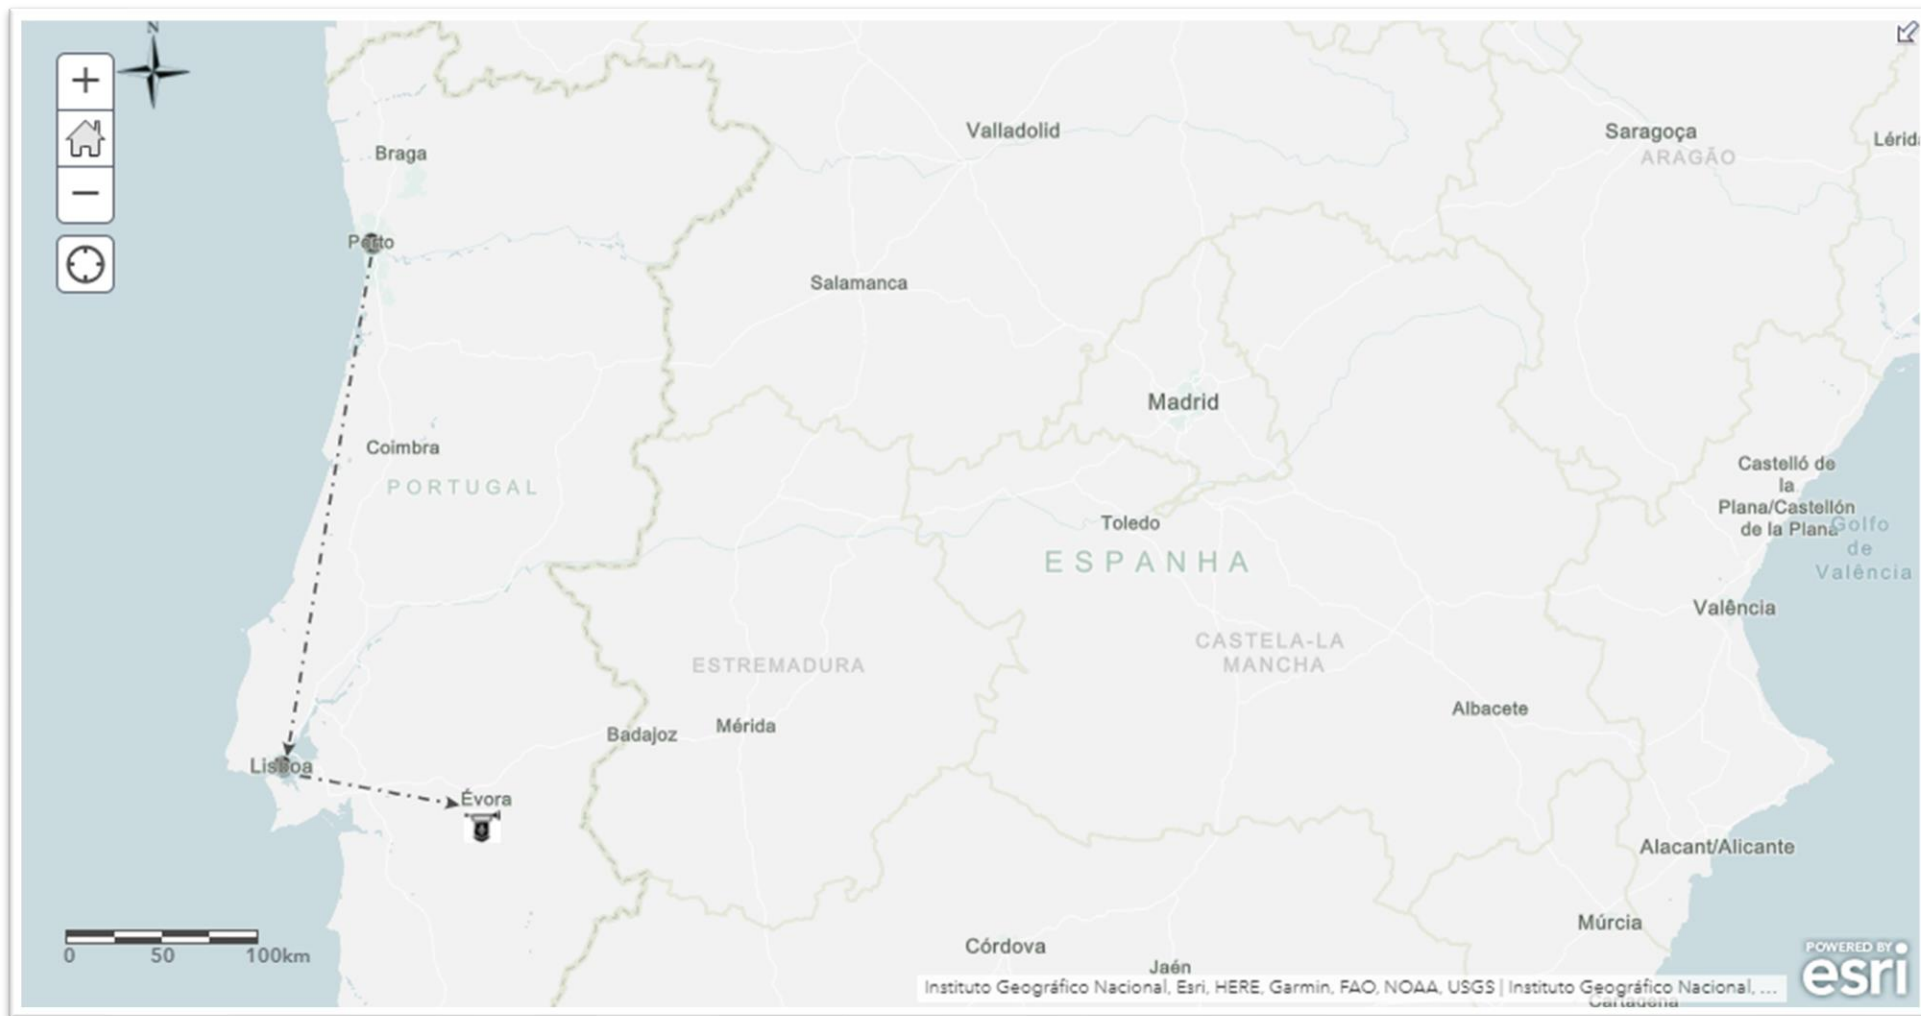 N
+
−
Braga
Valladolid
Saragoça
ARAGÃO
Lérid
Porto
Salamanca
Madrid
Coimbra
PORTUGAL
Castelló de
la
Plana/Castellón
de la Plana
Golfo
de
Valência
Toledo
ESPANHA
Valência
CASTELA-LA
MANCHA
ESTREMADURA
Albacete
Mérida
Badajoz
Lisboa
Évora
Alacant/Alicante
Múrcia
Córdova
Jaén
0 50 100km
POWERED BY
esri
Instituto Geográfico Nacional, Esri, HERE, Garmin, FAO, NOAA, USGS | Instituto Geográfico Nacional, ...
Cartagena